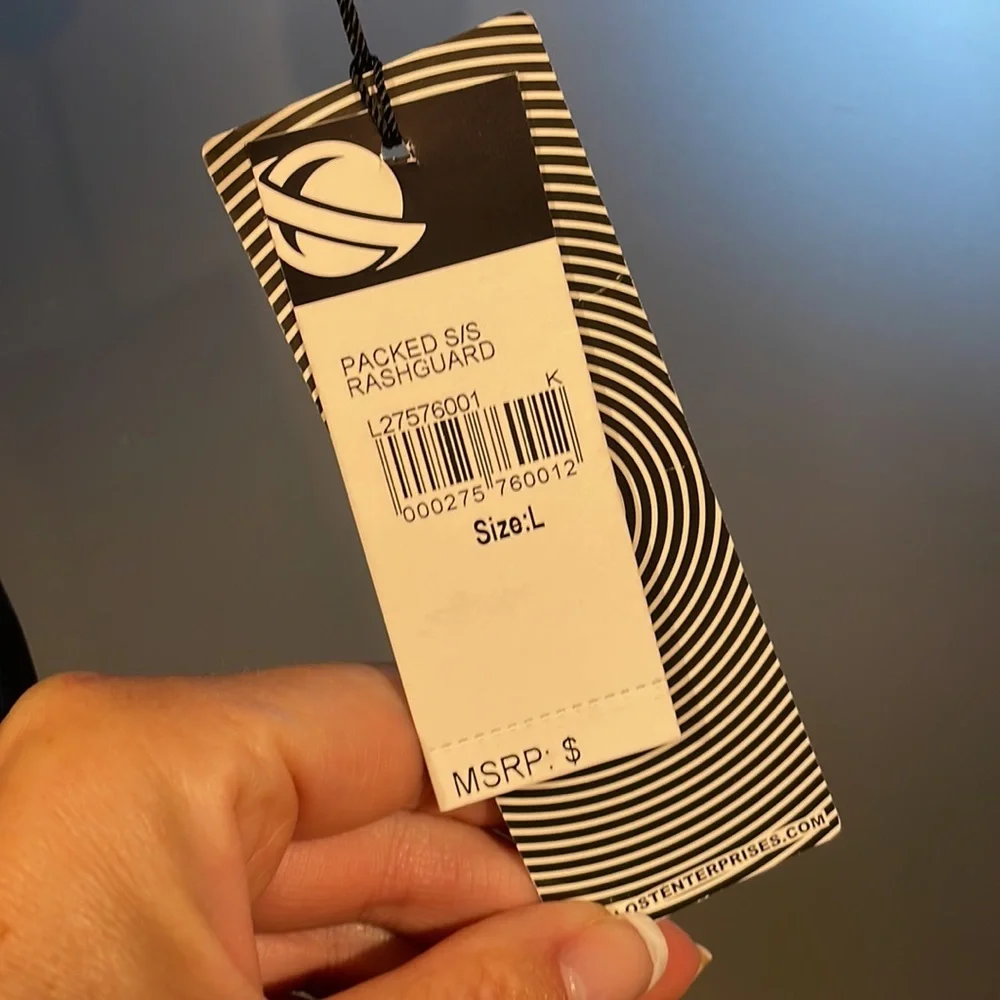 PACKED S/S
RASHGUARD
L27576001 K
000275 760012
Size:L
MSRP: $
LOSTENTERPRISES.COM